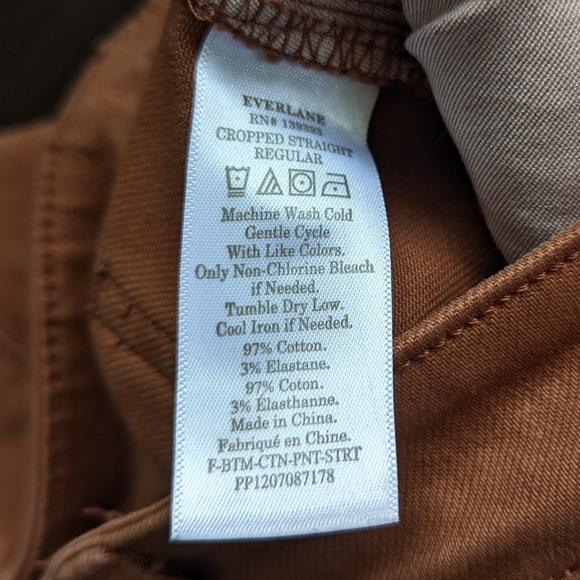 EVERLANE
RN# 139393
CROPPED STRAIGHT
REGULAR
Machine Wash Cold
Gentle Cycle
With Like Colors.
Only Non-Chlorine Bleach
if Needed.
Tumble Dry Low.
Cool Iron if Needed.
97% Cotton.
3% Elastane.
97% Coton.
3% Elasthanne.
Made in China.
Fabriqué en Chine.
F-BTM-CTN-PNT-STRT
PP1207087178